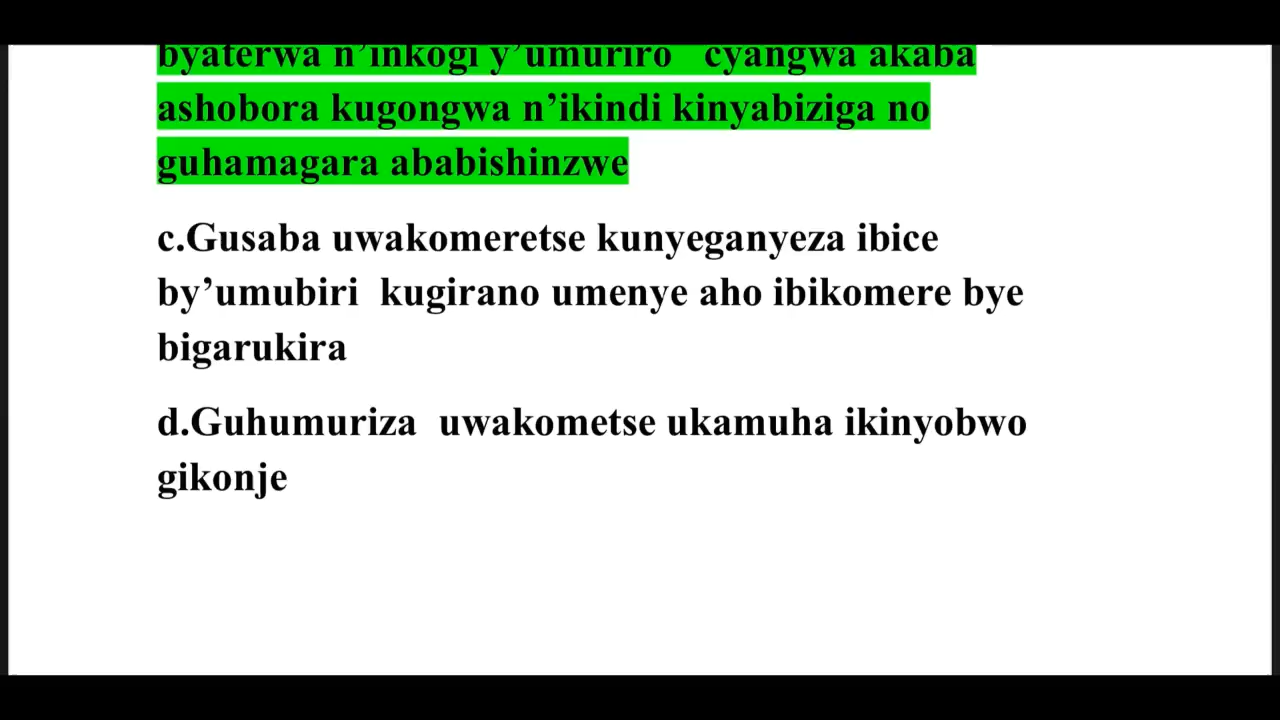 byaterwa n’inkogi y’umuriro cyangwa akaba
ashobora kugongwa n’ikindi kinyabiziga no
guhamagara ababishinzwe
c.Gusaba uwakomeretse kunyeganyeza ibice
by’umubiri kugirano umenye aho ibikomere bye
bigarukira
d.Guhumuriza uwakometse ukamuha ikinyobwo
gikonje